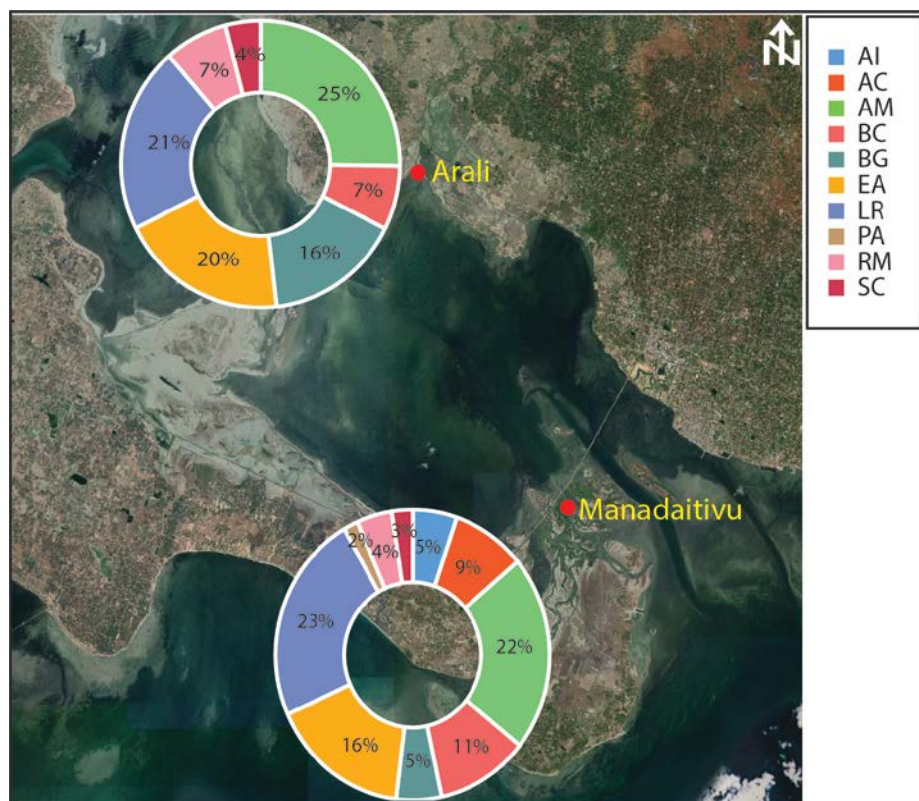 N
AI
AC
AM
BC
BG
EA
LR
PA
RM
SC
4%
7%
25%
21%
7%
16%
20%
Arali
Manadaitivu
3%
4%
2%
5%
9%
23%
22%
16%
5%
11%